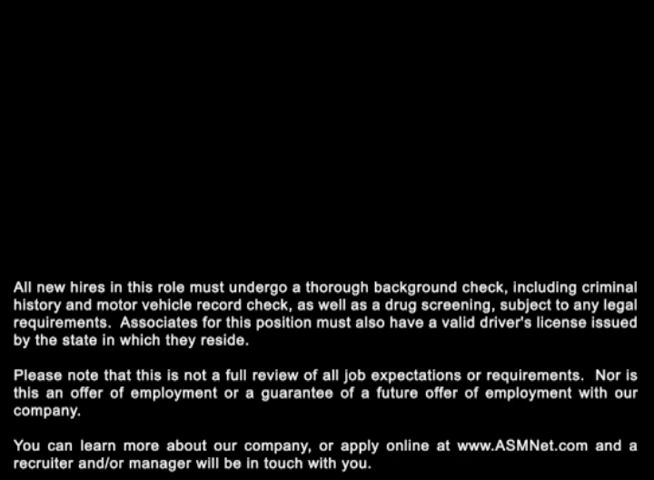 All new hires in this role must undergo a thorough background check, including criminal
history and motor vehicle record check, as well as a drug screening, subject to any legal
requirements. Associates for this position must also have a valid driver's license issued
by the state in which they reside.
Please note that this is not a full review of all job expectations or requirements. Nor is
this an offer of employment or a guarantee of a future offer of employment with our
company.
You can learn more about our company, or apply online at www.ASMNet.com and a
recruiter and/or manager will be in touch with you.